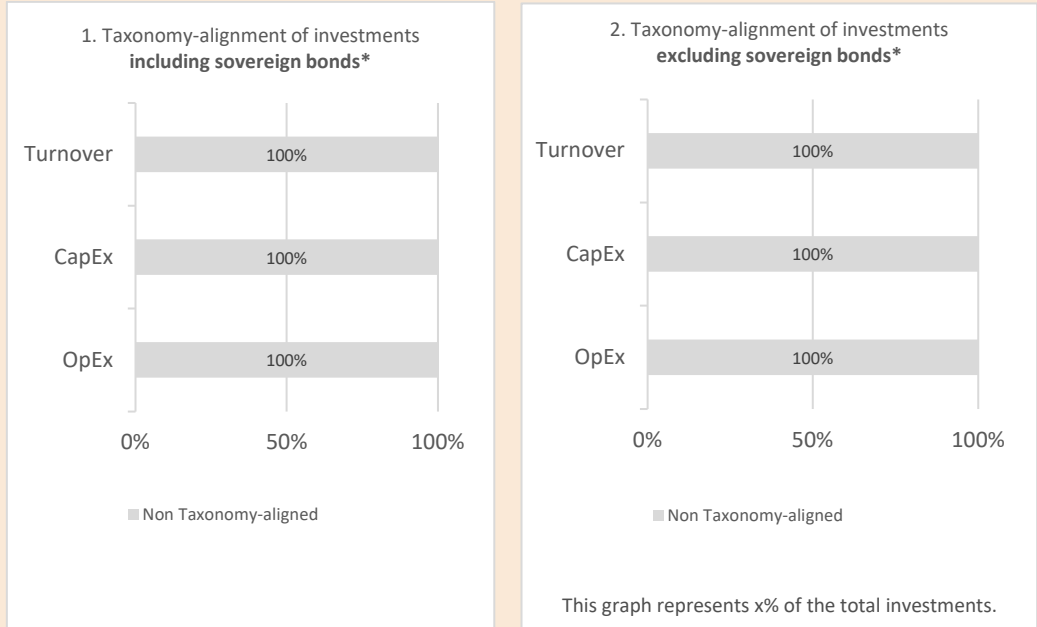 1. Taxonomy-alignment of investments
including sovereign bonds*
Turnover
100%
CapEx
100%
OpEx
100%
0%
50%
100%
Non Taxonomy-aligned
2. Taxonomy-alignment of investments
excluding sovereign bonds*
Turnover
100%
CapEx
100%
OpEx
100%
0%
50%
100%
Non Taxonomy-aligned
This graph represents x% of the total investments.